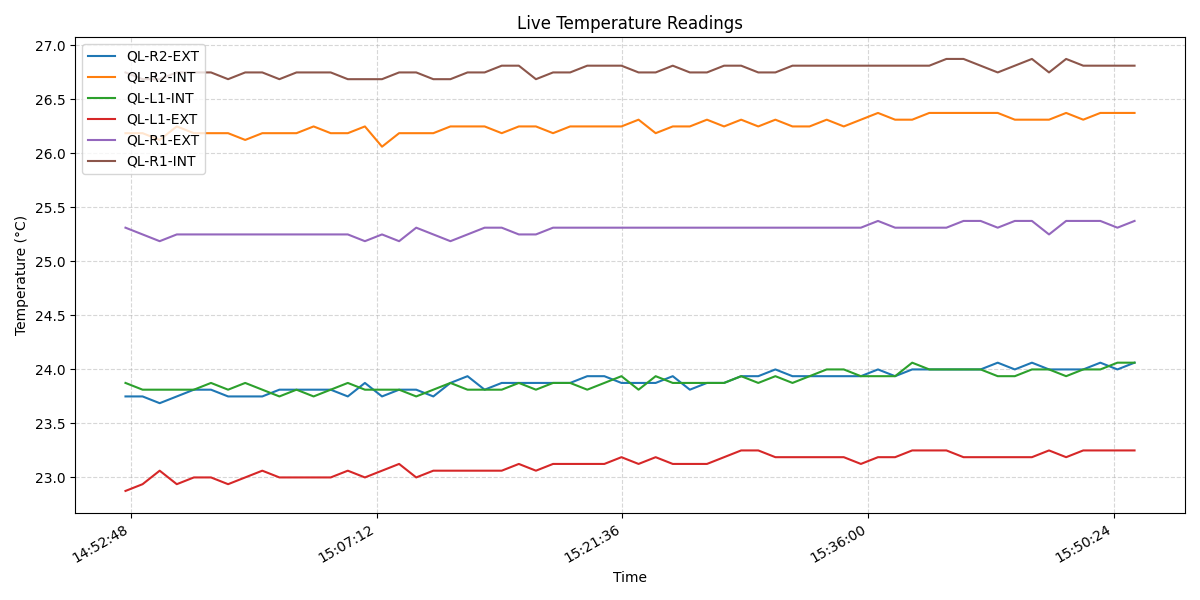 Live Temperature Readings
QL-R2-EXT
QL-R2-INT
QL-L1-INT
QL-L1-EXT
QL-R1-EXT
QL-R1-INT
Temperature (°C)
27.0
26.5
26.0
25.5
25.0
24.5
24.0
23.5
23.0
14:52:48
15:07:12
15:21:36
15:36:00
15:50:24
Time